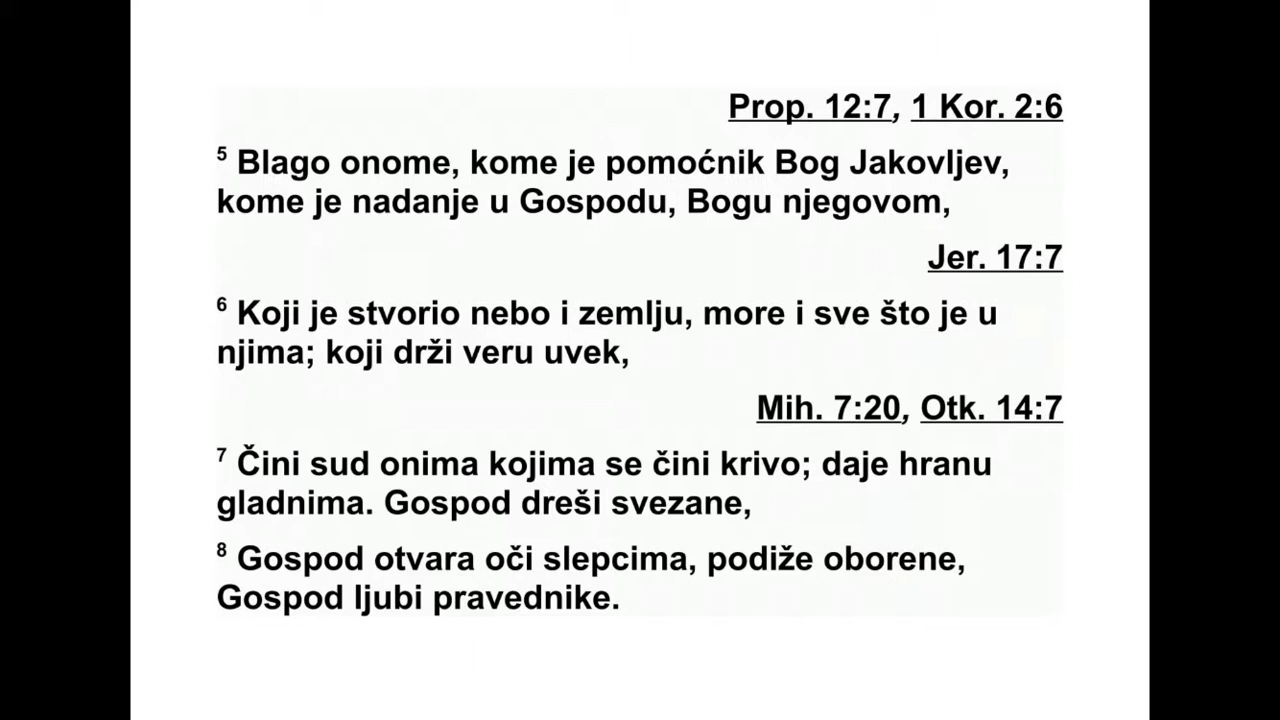 Prop. 12:7, 1 Kor. 2:6
5 Blago onome, kome je pomoćnik Bog Jakovljev,
kome je nadanje u Gospodu, Bogu njegovom,
Jer. 17:7
6 Koji je stvorio nebo i zemlju, more i sve što je u
njima; koji drži veru uvek,
Mih. 7:20, Otk. 14:7
7 Čini sud onima kojima se čini krivo; daje hranu
gladnima. Gospod dreši svezane,
8 Gospod otvara oči slepcima, podiže oborene,
Gospod ljubi pravednike.